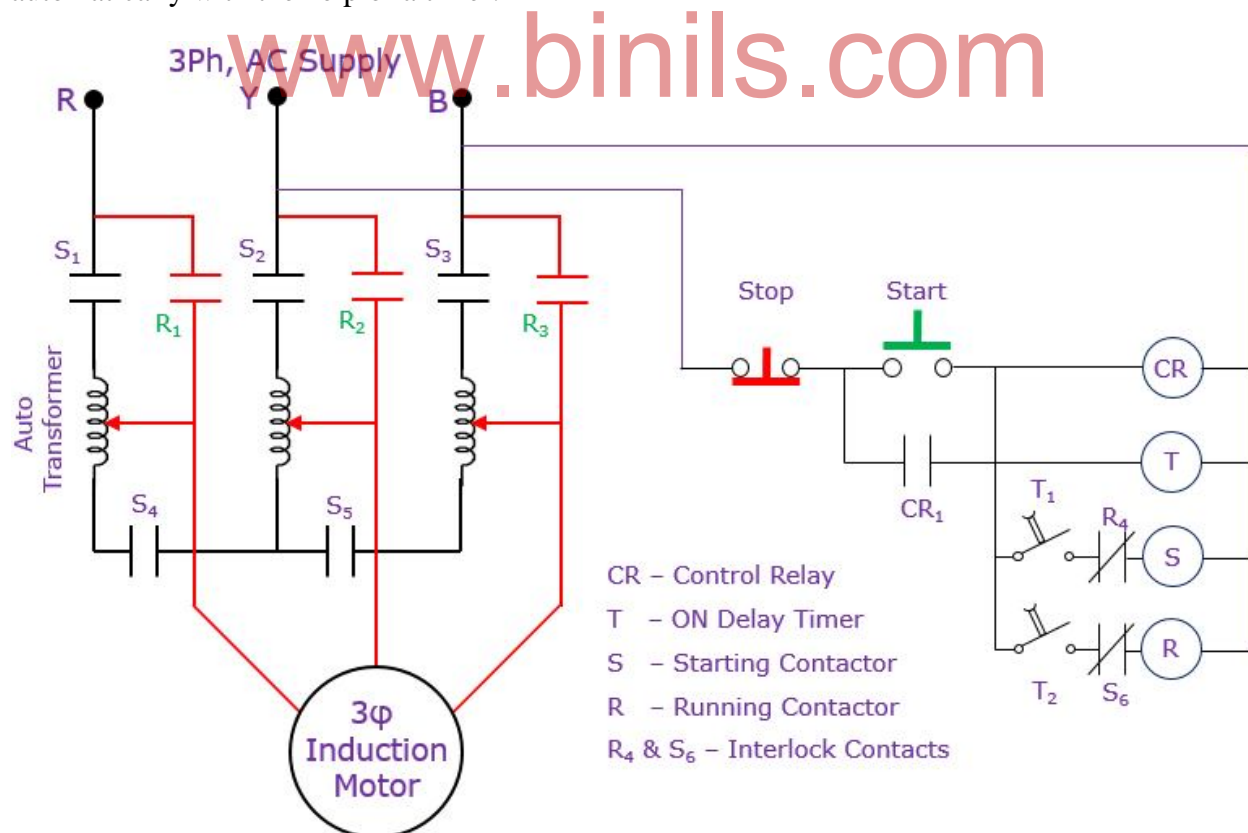 www.binils.com
3Ph, AC Supply
R
Y
B
S₁
S₂
S₃
R₁
R₂
R₃
Stop
Start
CR
Auto
Transformer
T
CR₁
T₁
R₄
S₄
S₅
S
CR – Control Relay
T – ON Delay Timer
S – Starting Contactor
R – Running Contactor
R₄ & S₆ – Interlock Contacts
R
T₂
S₆
3φ
Induction
Motor